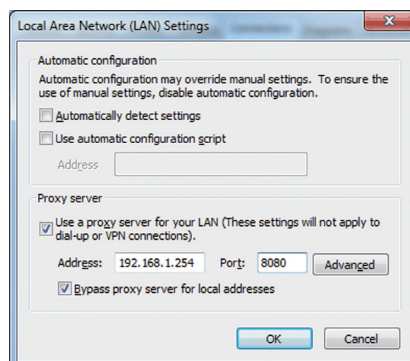 Local Area Network (LAN) Settings
Automatic configuration
Automatic configuration may override manual settings. To ensure the
use of manual settings, disable automatic configuration.
Automatically detect settings
Use automatic configuration script
Address
Proxy server
Use a proxy server for your LAN (These settings will not apply to
dial-up or VPN connections).
Address: 192.168.1.254 Port: 8080 Advanced
Bypass proxy server for local addresses
OK Cancel